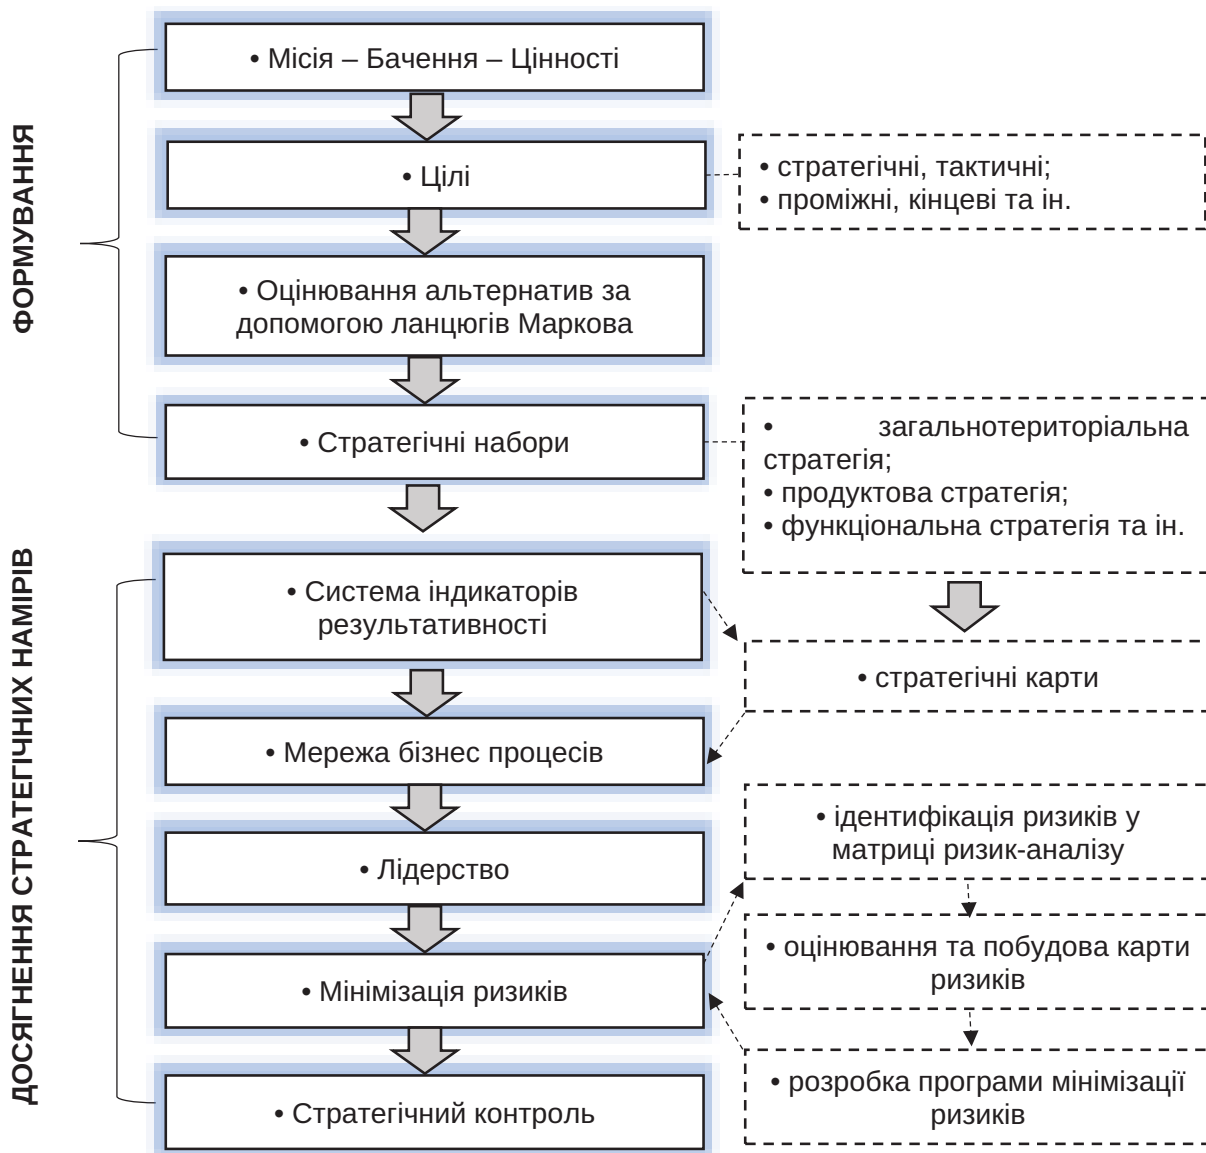 ФОРМУВАННЯ
• Місія – Бачення – Цінності
• Цілі
• стратегічні, тактичні;
• проміжні, кінцеві та ін.
• Оцінювання альтернатив за
допомогою ланцюгів Маркова
• Стратегічні набори
• загальнотериторіальна
стратегія;
• продуктова стратегія;
• функціональна стратегія та ін.
ДОСЯГНЕННЯ СТРАТЕГІЧНИХ НАМІРІВ
• Система індикаторів
результативності
• стратегічні карти
• Мережа бізнес процесів
• Лідерство
• ідентифікація ризиків у
матриці ризик-аналізу
• оцінювання та побудова карти
ризиків
• Мінімізація ризиків
• розробка програми мінімізації
ризиків
• Стратегічний контроль